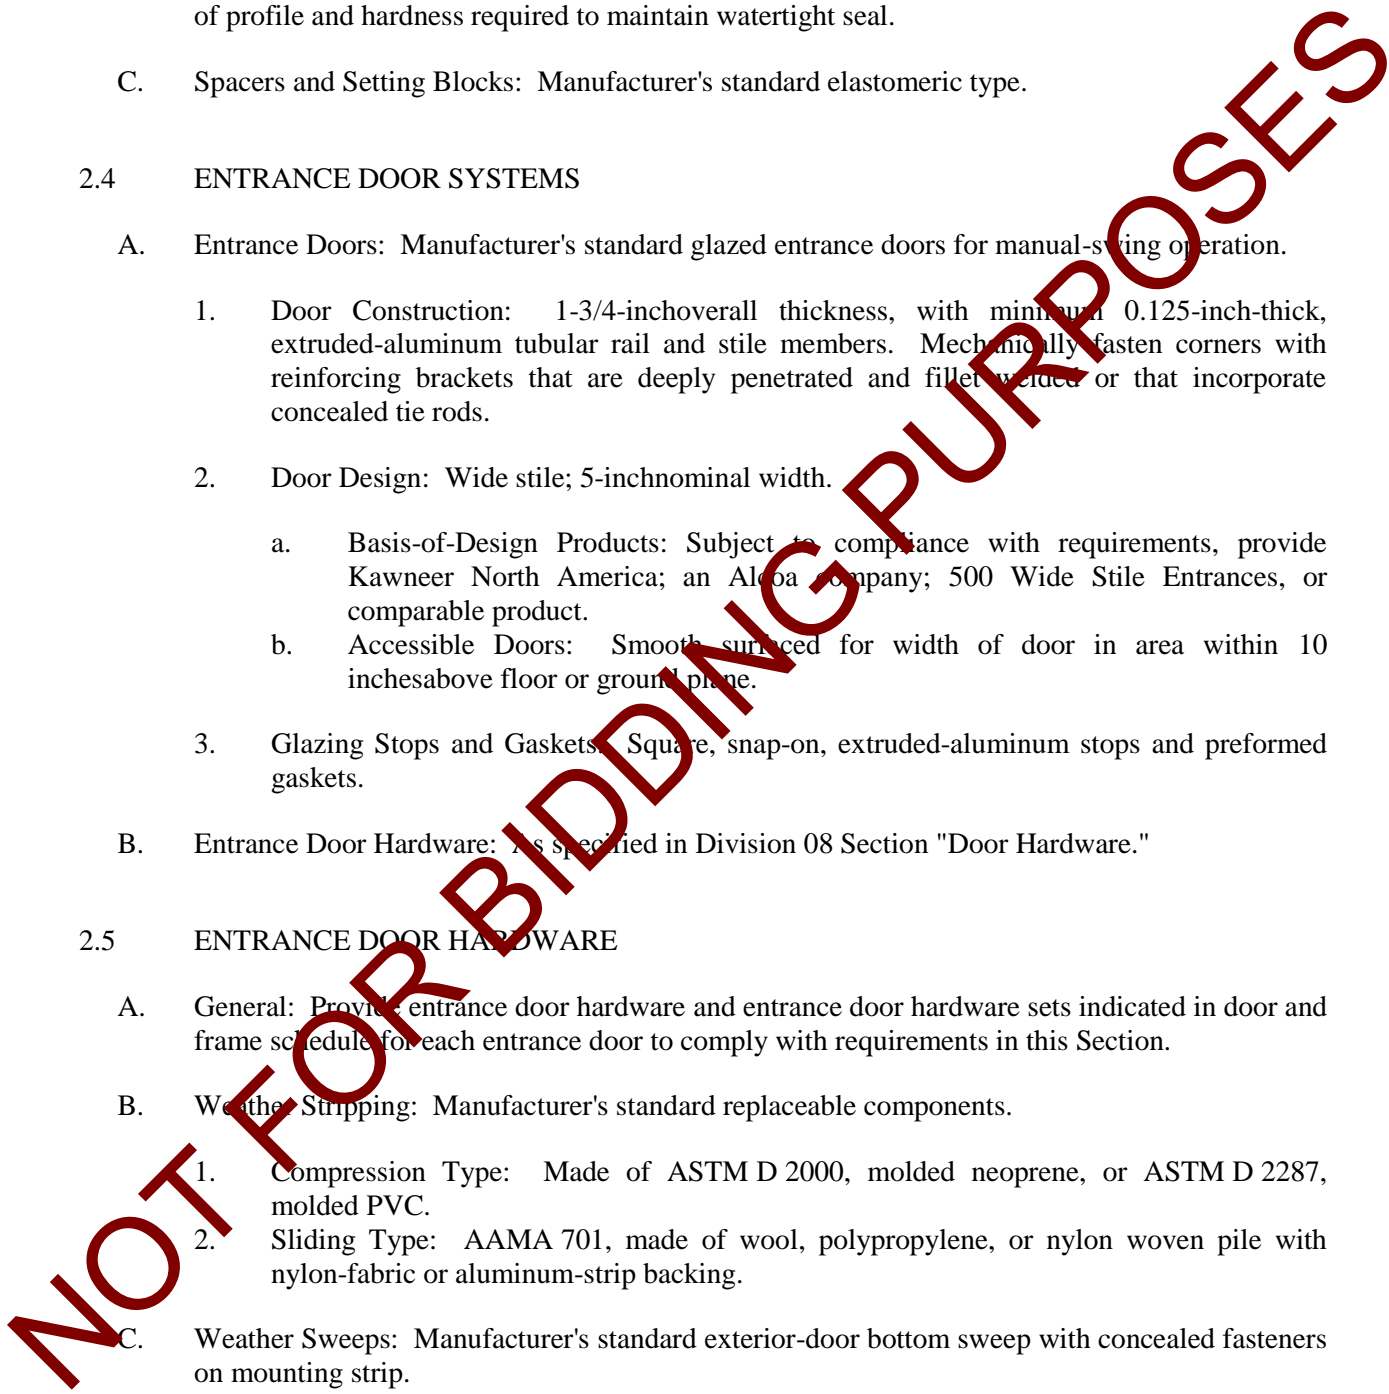 of profile and hardness required to maintain watertight seal.
C. Spacers and Setting Blocks: Manufacturer's standard elastomeric type.
2.4 ENTRANCE DOOR SYSTEMS
A. Entrance Doors: Manufacturer's standard glazed entrance doors for manual-swing operation.
1. Door Construction: 1-3/4-inchoverall thickness, with minimum 0.125-inch-thick,
extruded-aluminum tubular rail and stile members. Mechanically fasten corners with
reinforcing brackets that are deeply penetrated and fillet welded or that incorporate
concealed tie rods.
2. Door Design: Wide stile; 5-inchnominal width.
a. Basis-of-Design Products: Subject to compliance with requirements, provide
Kawneer North America; an Alcoa company; 500 Wide Stile Entrances, or
comparable product.
b. Accessible Doors: Smooth surfaced for width of door in area within 10
inchesabove floor or ground plane.
3. Glazing Stops and Gaskets: Square, snap-on, extruded-aluminum stops and preformed
gaskets.
B. Entrance Door Hardware: As specified in Division 08 Section "Door Hardware."
2.5 ENTRANCE DOOR HARDWARE
A. General: Provide entrance door hardware and entrance door hardware sets indicated in door and
frame schedule for each entrance door to comply with requirements in this Section.
B. Weather Stripping: Manufacturer's standard replaceable components.
1. Compression Type: Made of ASTM D 2000, molded neoprene, or ASTM D 2287,
molded PVC.
2. Sliding Type: AAMA 701, made of wool, polypropylene, or nylon woven pile with
nylon-fabric or aluminum-strip backing.
C. Weather Sweeps: Manufacturer's standard exterior-door bottom sweep with concealed fasteners
on mounting strip.
NOT FOR BIDDING PURPOSES